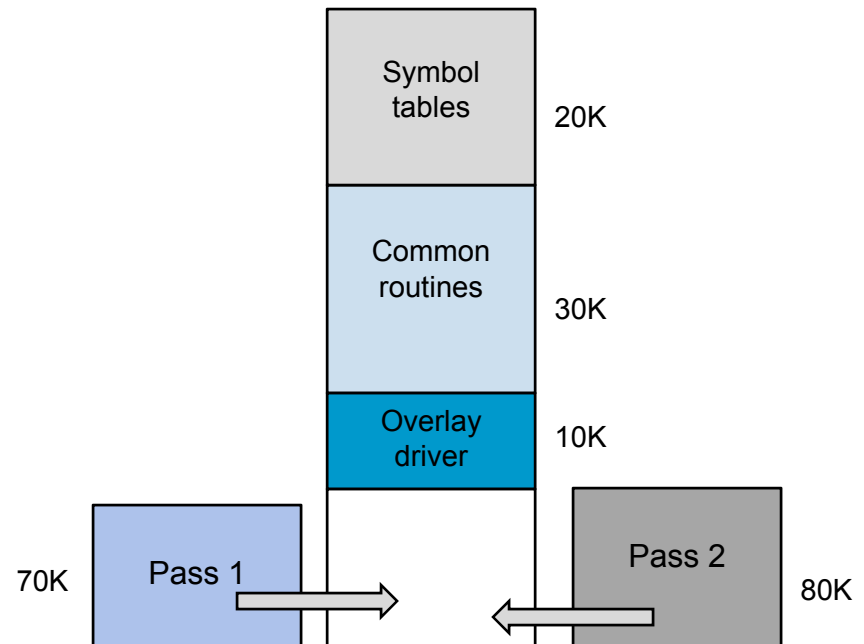 Symbol
tables
20K
Common
routines
30K
Overlay
driver
10K
70K
Pass 1
Pass 2
80K